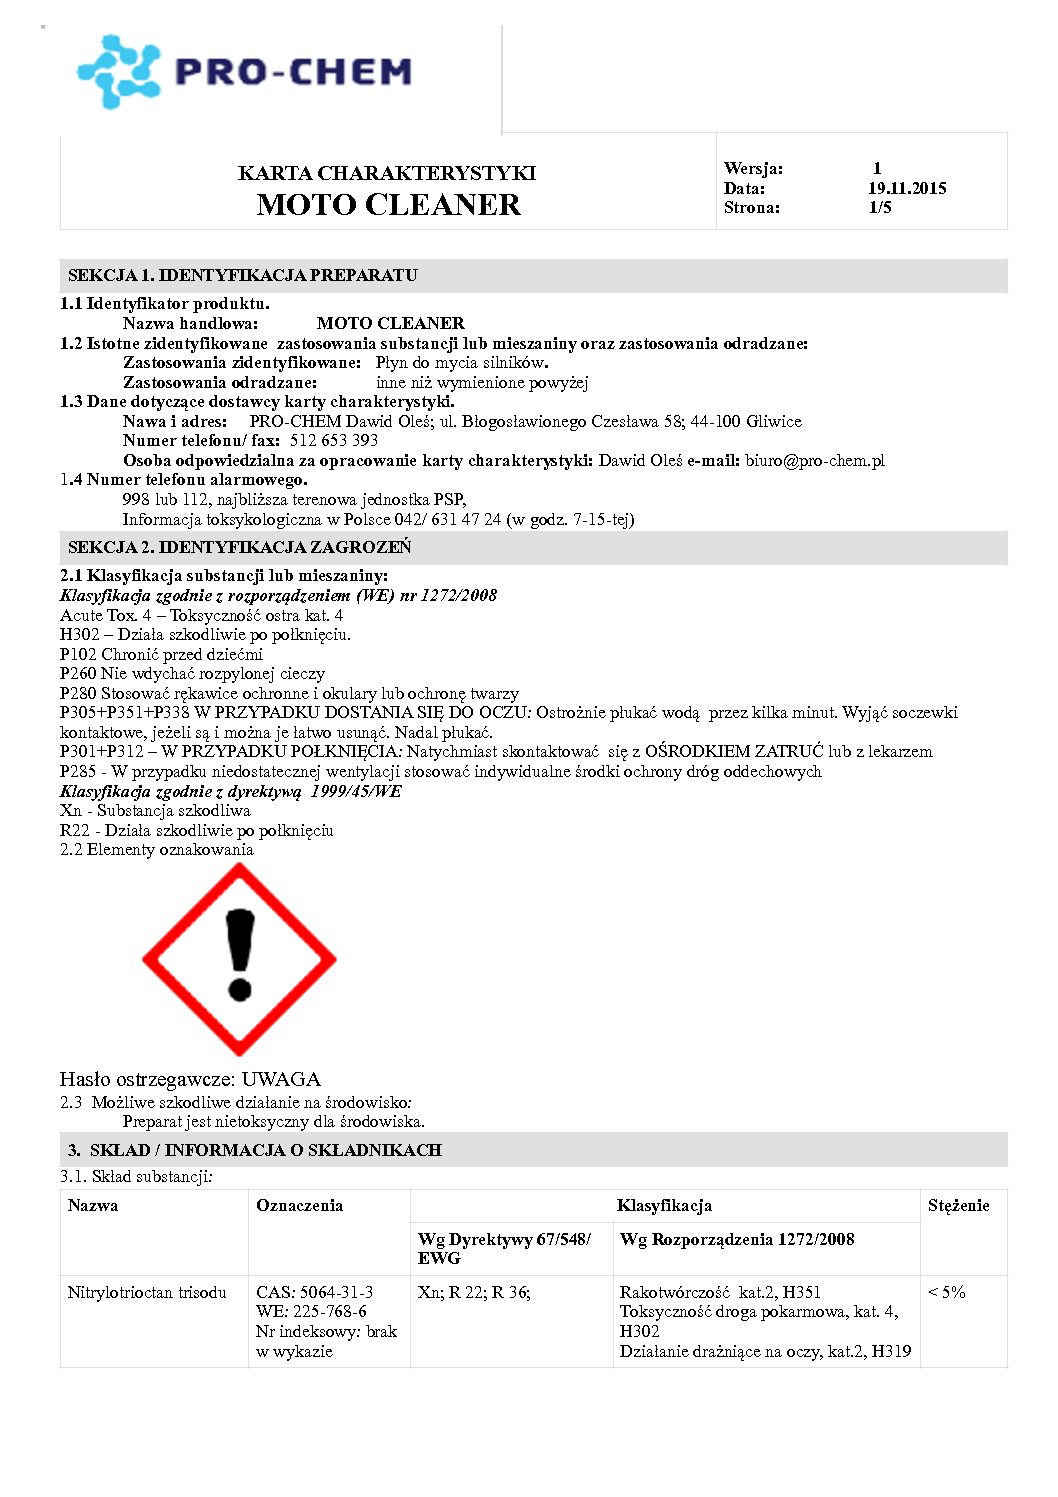 PRO-CHEM
KARTA CHARAKTERYSTYKI
MOTO CLEANER
Wersja: 1
Data: 19.11.2015
Strona: 1/5
SEKCJA 1. IDENTYFIKACJA PREPARATU
1.1 Identyfikator produktu.
Nazwa handlowa: MOTO CLEANER
1.2 Istotne zidentyfikowane zastosowania substancji lub mieszaniny oraz zastosowania odradzane:
Zastosowania zidentyfikowane: Płyn do mycia silników.
Zastosowania odradzane: inne niż wymienione powyżej
1.3 Dane dotyczące dostawcy karty charakterystyki.
Nawa i adres: PRO-CHEM Dawid Oleś; ul. Błogosławionego Czesława 58; 44-100 Gliwice
Numer telefonu/ fax: 512 653 393
Osoba odpowiedzialna za opracowanie karty charakterystyki: Dawid Oleś e-mail: biuro@pro-chem.pl
1.4 Numer telefonu alarmowego.
998 lub 112, najbliższa terenowa jednostka PSP,
Informacja toksykologiczna w Polsce 042/ 631 47 24 (w godz. 7-15-tej)
SEKCJA 2. IDENTYFIKACJA ZAGROZEŃ
2.1 Klasyfikacja substancji lub mieszaniny:
Klasyfikacja zgodnie z rozporządzeniem (WE) nr 1272/2008
Acute Tox. 4 – Toksyczność ostra kat. 4
H302 – Działa szkodliwie po połknięciu.
P102 Chronić przed dziećmi
P260 Nie wdychać rozpylonej cieczy
P280 Stosować rękawice ochronne i okulary lub ochronę twarzy
P305+P351+P338 W PRZYPADKU DOSTANIA SIĘ DO OCZU: Ostrożnie płukać wodą przez kilka minut. Wyjąć soczewki
kontaktowe, jeżeli są i można je łatwo usunąć. Nadal płukać.
P301+P312 – W PRZYPADKU POŁKNIĘCIA: Natychmiast skontaktować się z OŚRODKIEM ZATRUĆ lub z lekarzem
P285 - W przypadku niedostatecznej wentylacji stosować indywidualne środki ochrony dróg oddechowych
Klasyfikacja zgodnie z dyrektywą 1999/45/WE
Xn - Substancja szkodliwa
R22 - Działa szkodliwie po połknięciu
2.2 Elementy oznakowania
Hasło ostrzegawcze: UWAGA
2.3 Możliwe szkodliwe działanie na środowisko:
Preparat jest nietoksyczny dla środowiska.
3. SKŁAD / INFORMACJA O SKŁADNIKACH
3.1. Skład substancji:
Nazwa Oznaczenia Klasyfikacja Stężenie
Wg Dyrektywy 67/548/ Wg Rozporządzenia 1272/2008
EWG
Nitrylotrioctan trisodu CAS: 5064-31-3 Xn; R 22; R 36; Rakotwórczość kat.2, H351 < 5%
WE: 225-768-6 Toksyczność droga pokarmowa, kat. 4,
Nr indeksowy: brak H302
w wykazie Działanie drażniące na oczy, kat.2, H319